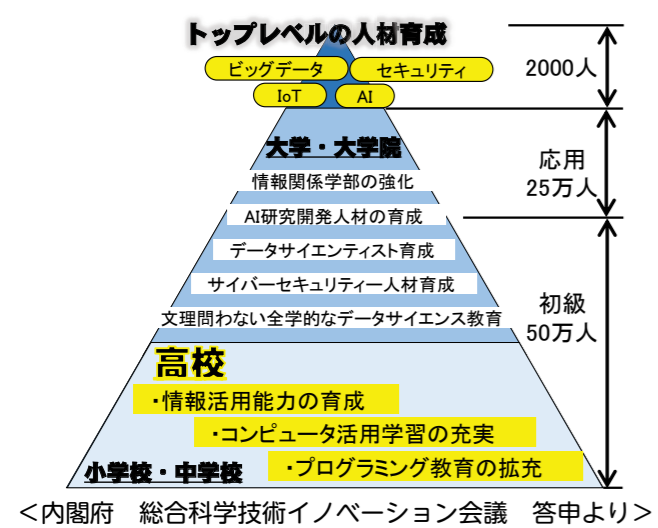 トップレベルの人材育成
ビッグデータ
セキュリティ
2000人
IoT
AI
大学・大学院
応用
25万人
情報関係学部の強化
AI研究開発人材の育成
データサイエンティスト育成
サイバーセキュリティー人材育成
文理問わない全学的なデータサイエンス教育
初級
50万人
高校
・情報活用能力の育成
・コンピュータ活用学習の充実
小学校・中学校
・プログラミング教育の拡充
＜内閣府　総合科学技術イノベーション会議　答申より＞